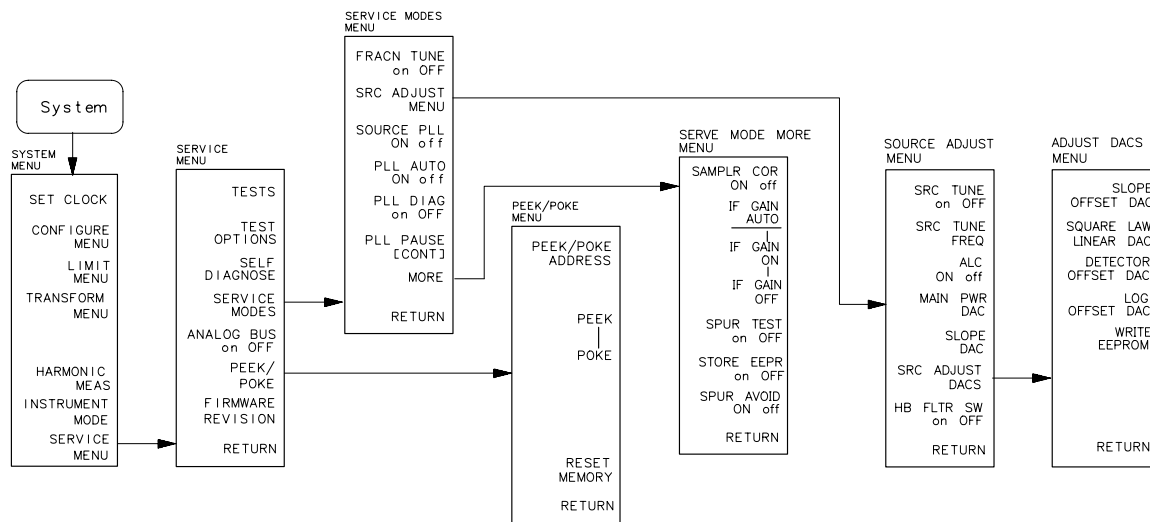 System
SYSTEM
MENU
SET CLOCK
CONFIGURE
MENU
LIMIT
MENU
TRANSFORM
MENU
HARMONIC
MEAS
INSTRUMENT
MODE
SERVICE
MENU
SERVICE
MENU
TESTS
TEST
OPTIONS
SELF
DIAGNOSE
SERVICE
MODES
ANALOG BUS
on OFF
PEEK/
POKE
FIRMWARE
REVISION
RETURN
SERVICE MODES
MENU
FRACN TUNE
on OFF
SRC ADJUST
MENU
SOURCE PLL
ON off
PLL AUTO
ON off
PLL DIAG
on OFF
PLL PAUSE
[CONT]
MORE
RETURN
PEEK/POKE
MENU
PEEK/POKE
ADDRESS
PEEK
POKE
RESET
MEMORY
RETURN
SERVE MODE MORE
MENU
SAMPLR COR
ON off
IF GAIN
AUTO
IF GAIN
ON
IF GAIN
OFF
SPUR TEST
on OFF
STORE EEPR
on OFF
SPUR AVOID
ON off
RETURN
SOURCE ADJUST
MENU
SRC TUNE
on OFF
SRC TUNE
FREQ
ALC
ON off
MAIN PWR
DAC
SLOPE
DAC
SRC ADJUST
DACS
HB FLTR SW
on OFF
RETURN
ADJUST DACS
MENU
SLOPE
OFFSET DAC
SQUARE LAW
LINEAR DAC
DETECTOR
OFFSET DAC
LOG
OFFSET DAC
WRITE
EEPROM
RETURN